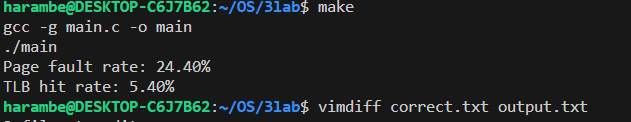 harambe@DESKTOP-C6J7B62:~/OS/3lab$ make
gcc -g main.c -o main
./main
Page fault rate: 24.40%
TLB hit rate: 5.40%
harambe@DESKTOP-C6J7B62:~/OS/3lab$ vimdiff correct.txt output.txt